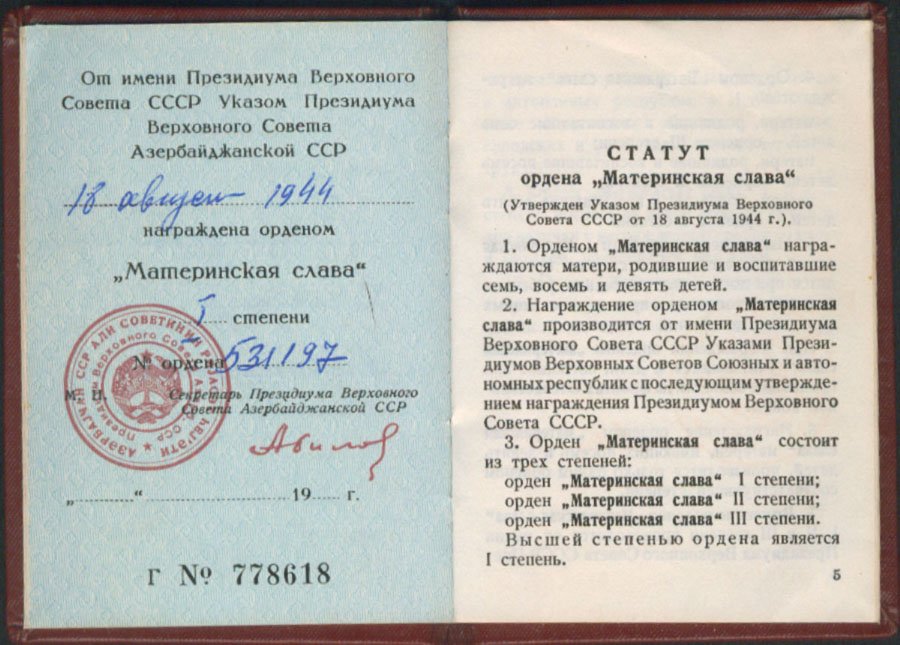 От имени Президиума Верховного
Совета СССР Указом Президиума
Верховного Совета
Азербайджанской ССР
18 август 1944
награждена орденом
„Материнская слава“
I степени
№ ордена 531197
М. П. Секретарь Президиума Верховного
Совета Азербайджанской ССР
„ “ 19 г.
Г № 778618
СТАТУТ
ордена „Материнская слава“
(Утвержден Указом Президиума Верховного
Совета СССР от 18 августа 1944 г.).
1. Орденом „Материнская слава“ награ-
ждаются матери, родившие и воспитавшие
семь, восемь и девять детей.
2. Награждение орденом „Материнская
слава“ производится от имени Президиума
Верховного Совета СССР Указами Прези-
диумов Верховных Советов Союзных и авто-
номных республик с последующим утвержде-
нием награждения Президиумом Верховного
Совета СССР.
3. Орден „Материнская слава“ состоит
из трех степеней:
орден „Материнская слава“ I степени;
орден „Материнская слава“ II степени;
орден „Материнская слава“ III степени.
Высшей степенью ордена является
I степень.
5